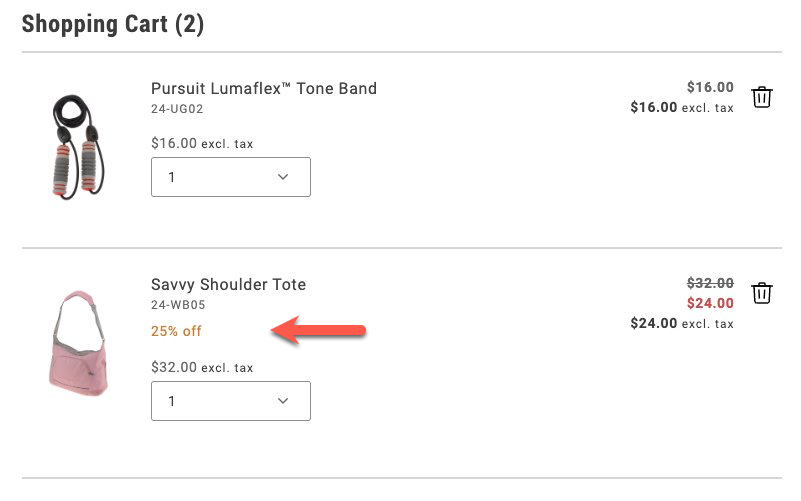 Shopping Cart (2)
Pursuit Lumaflex™ Tone Band
24-UG02
$16.00
$16.00 excl. tax
$16.00 excl. tax
1
Savvy Shoulder Tote
24-WB05
25% off
$32.00
$24.00
$24.00 excl. tax
$32.00 excl. tax
1